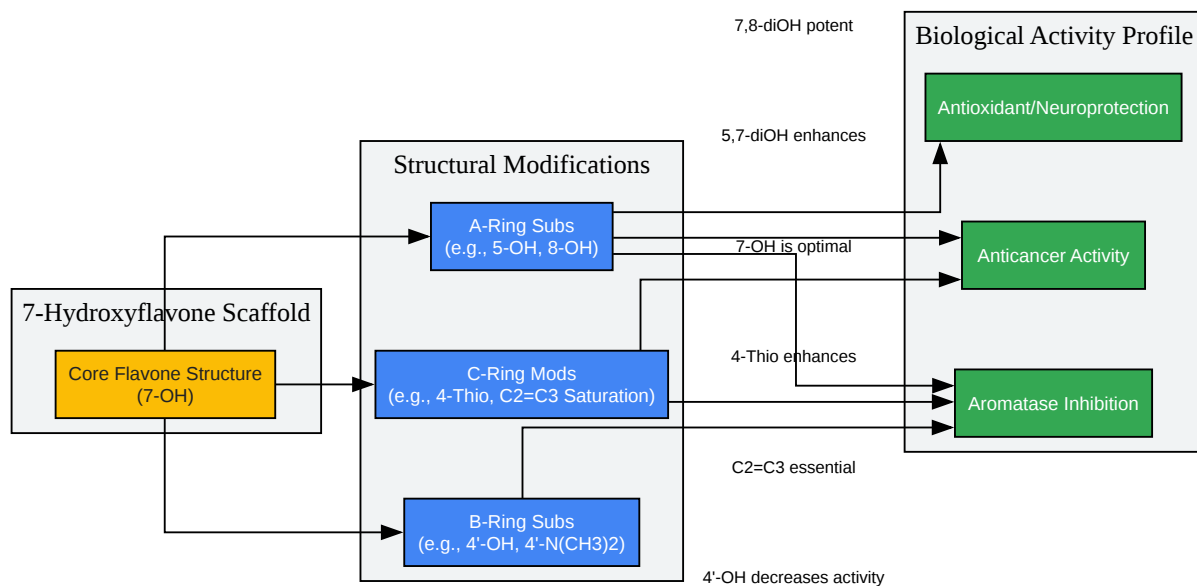 7,8-diOH potent
Biological Activity Profile
Antioxidant/Neuroprotection
5,7-diOH enhances
Structural Modifications
A-Ring Subs
(e.g., 5-OH, 8-OH)
7-OH is optimal
Anticancer Activity
7-Hydroxyflavone Scaffold
Core Flavone Structure
(7-OH)
C-Ring Mods
(e.g., 4-Thio, C2=C3 Saturation)
4-Thio enhances
Aromatase Inhibition
C2=C3 essential
B-Ring Subs
(e.g., 4'-OH, 4'-N(CH3)2)
4'-OH decreases activity